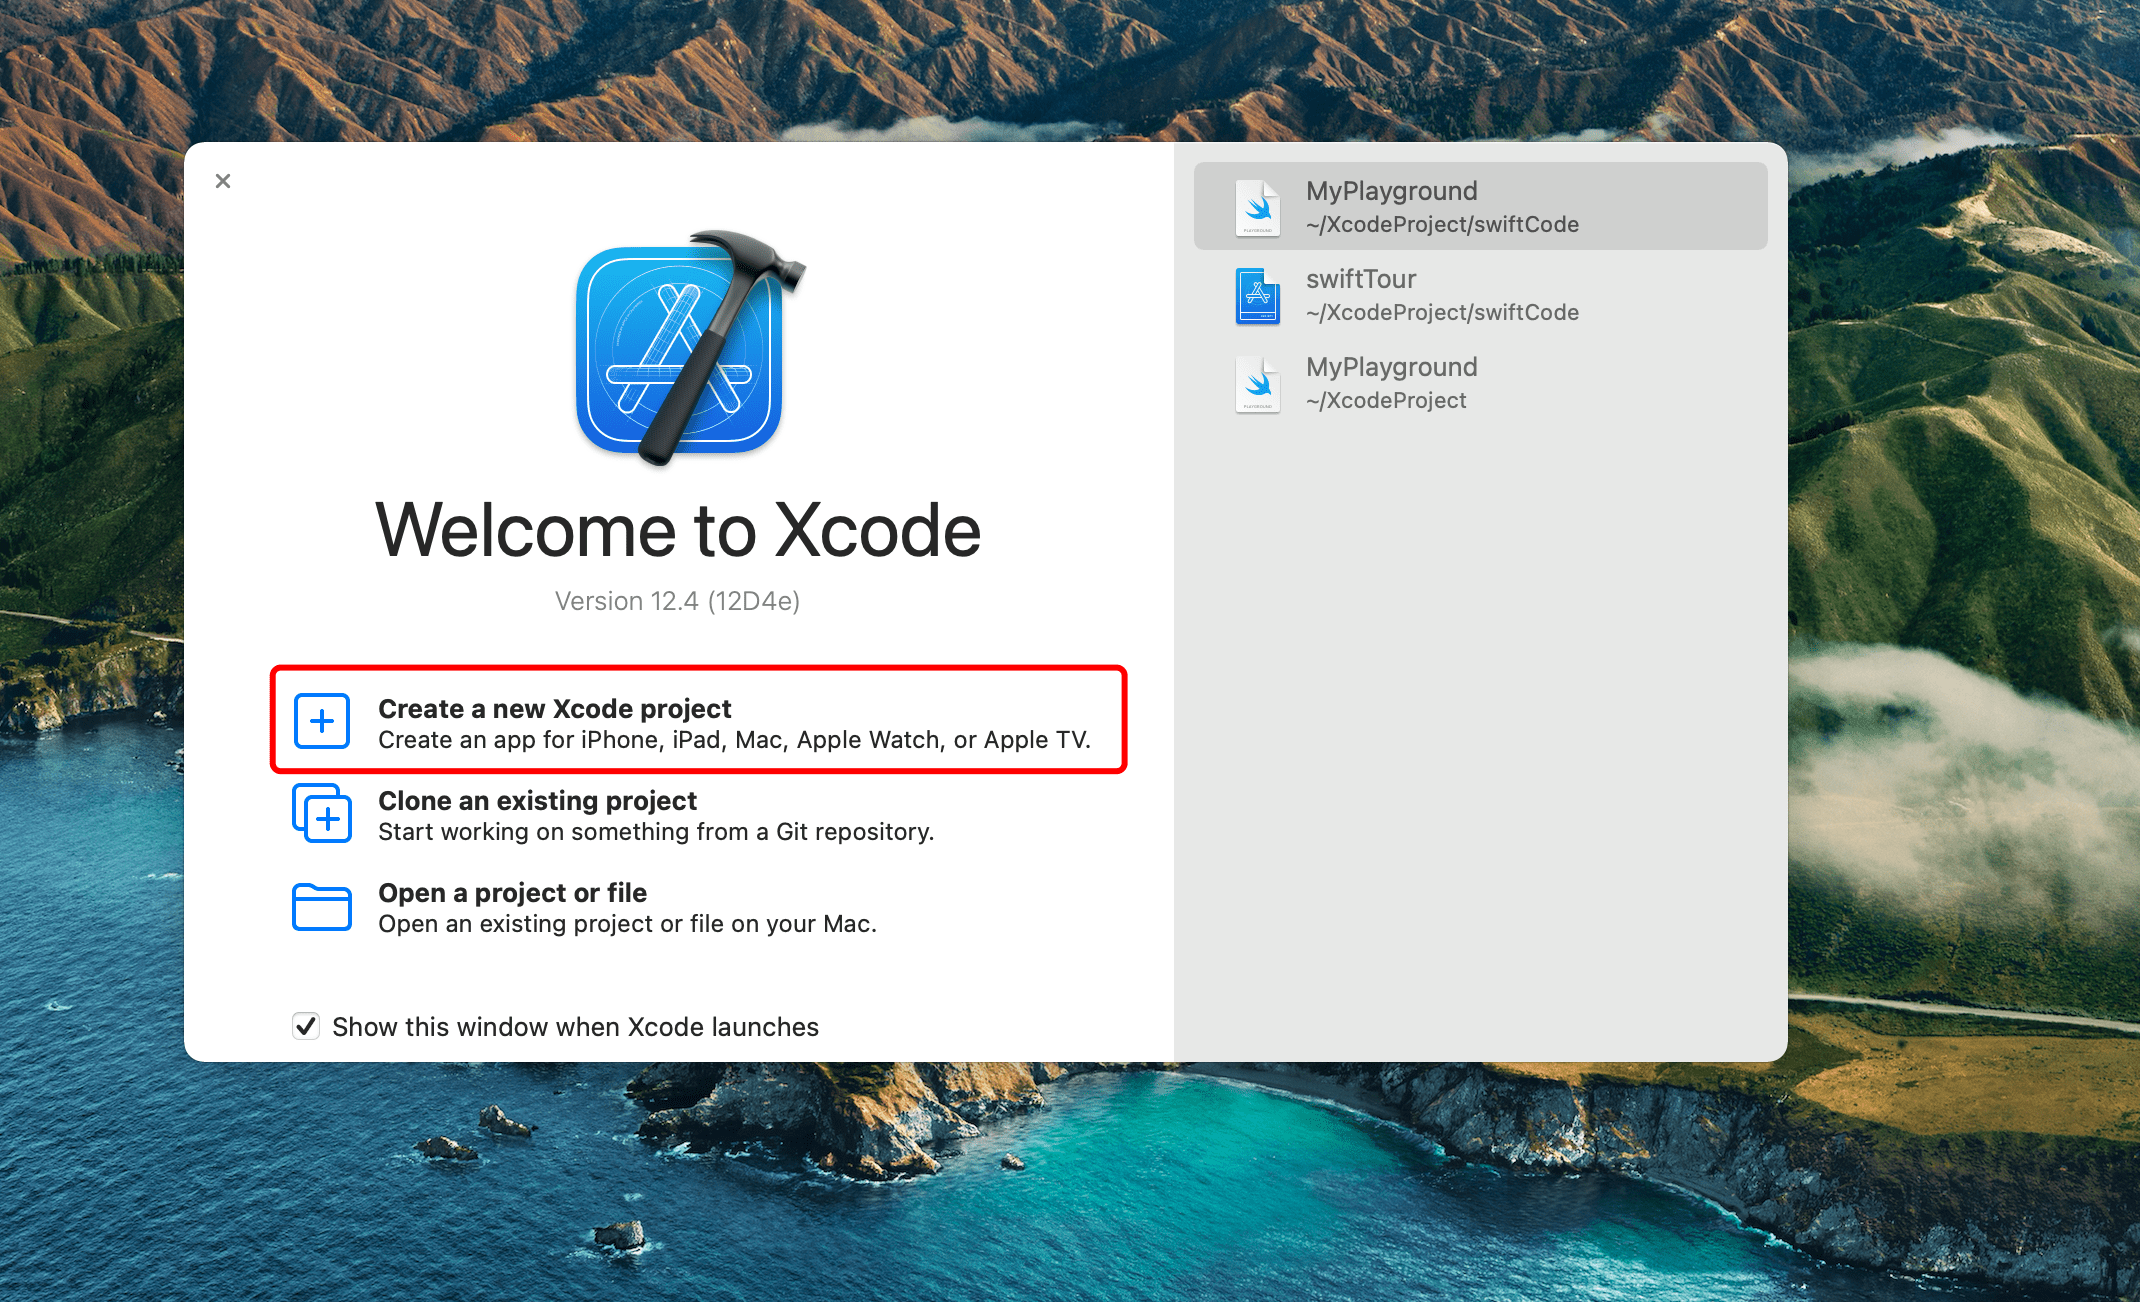 Welcome to Xcode
Version 12.4 (12D4e)
Create a new Xcode project
Create an app for iPhone, iPad, Mac, Apple Watch, or Apple TV.
Clone an existing project
Start working on something from a Git repository.
Open a project or file
Open an existing project or file on your Mac.
Show this window when Xcode launches
MyPlayground
~/XcodeProject/swiftCode
PLAYGROUND
swiftTour
~/XcodeProject/swiftCode
MyPlayground
~/XcodeProject
PLAYGROUND